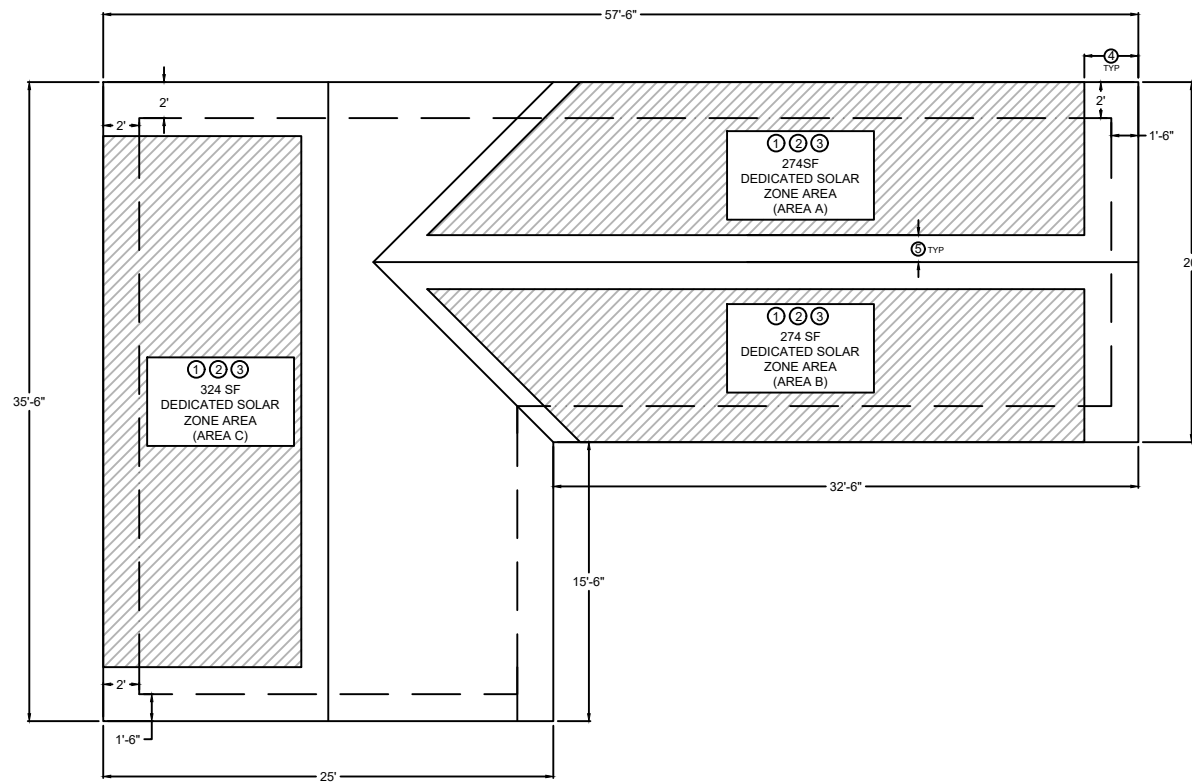 57'-6"
④
TYP
2'
2'
2'
1'-6"
① ② ③
274SF
DEDICATED SOLAR
ZONE AREA
(AREA A)
⑤ TYP
① ② ③
274 SF
DEDICATED SOLAR
ZONE AREA
(AREA B)
① ② ③
324 SF
DEDICATED SOLAR
ZONE AREA
(AREA C)
35'-6"
32'-6"
15'-6"
2'
1'-6"
25'